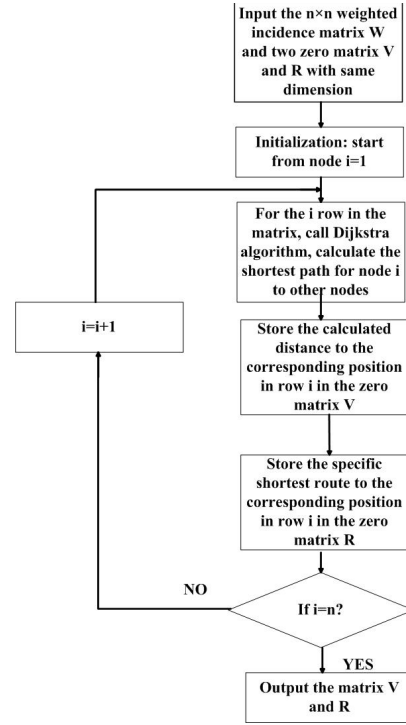 Input the n×n weighted
incidence matrix W
and two zero matrix V
and R with same
dimension
Initialization: start
from node i=1
For the i row in the
matrix, call Dijkstra
algorithm, calculate the
shortest path for node i
to other nodes
i=i+1
Store the calculated
distance to the
corresponding position
in row i in the zero
matrix V
Store the specific
shortest route to the
corresponding position
in row i in the zero
matrix R
NO
If i=n?
YES
Output the matrix V
and R